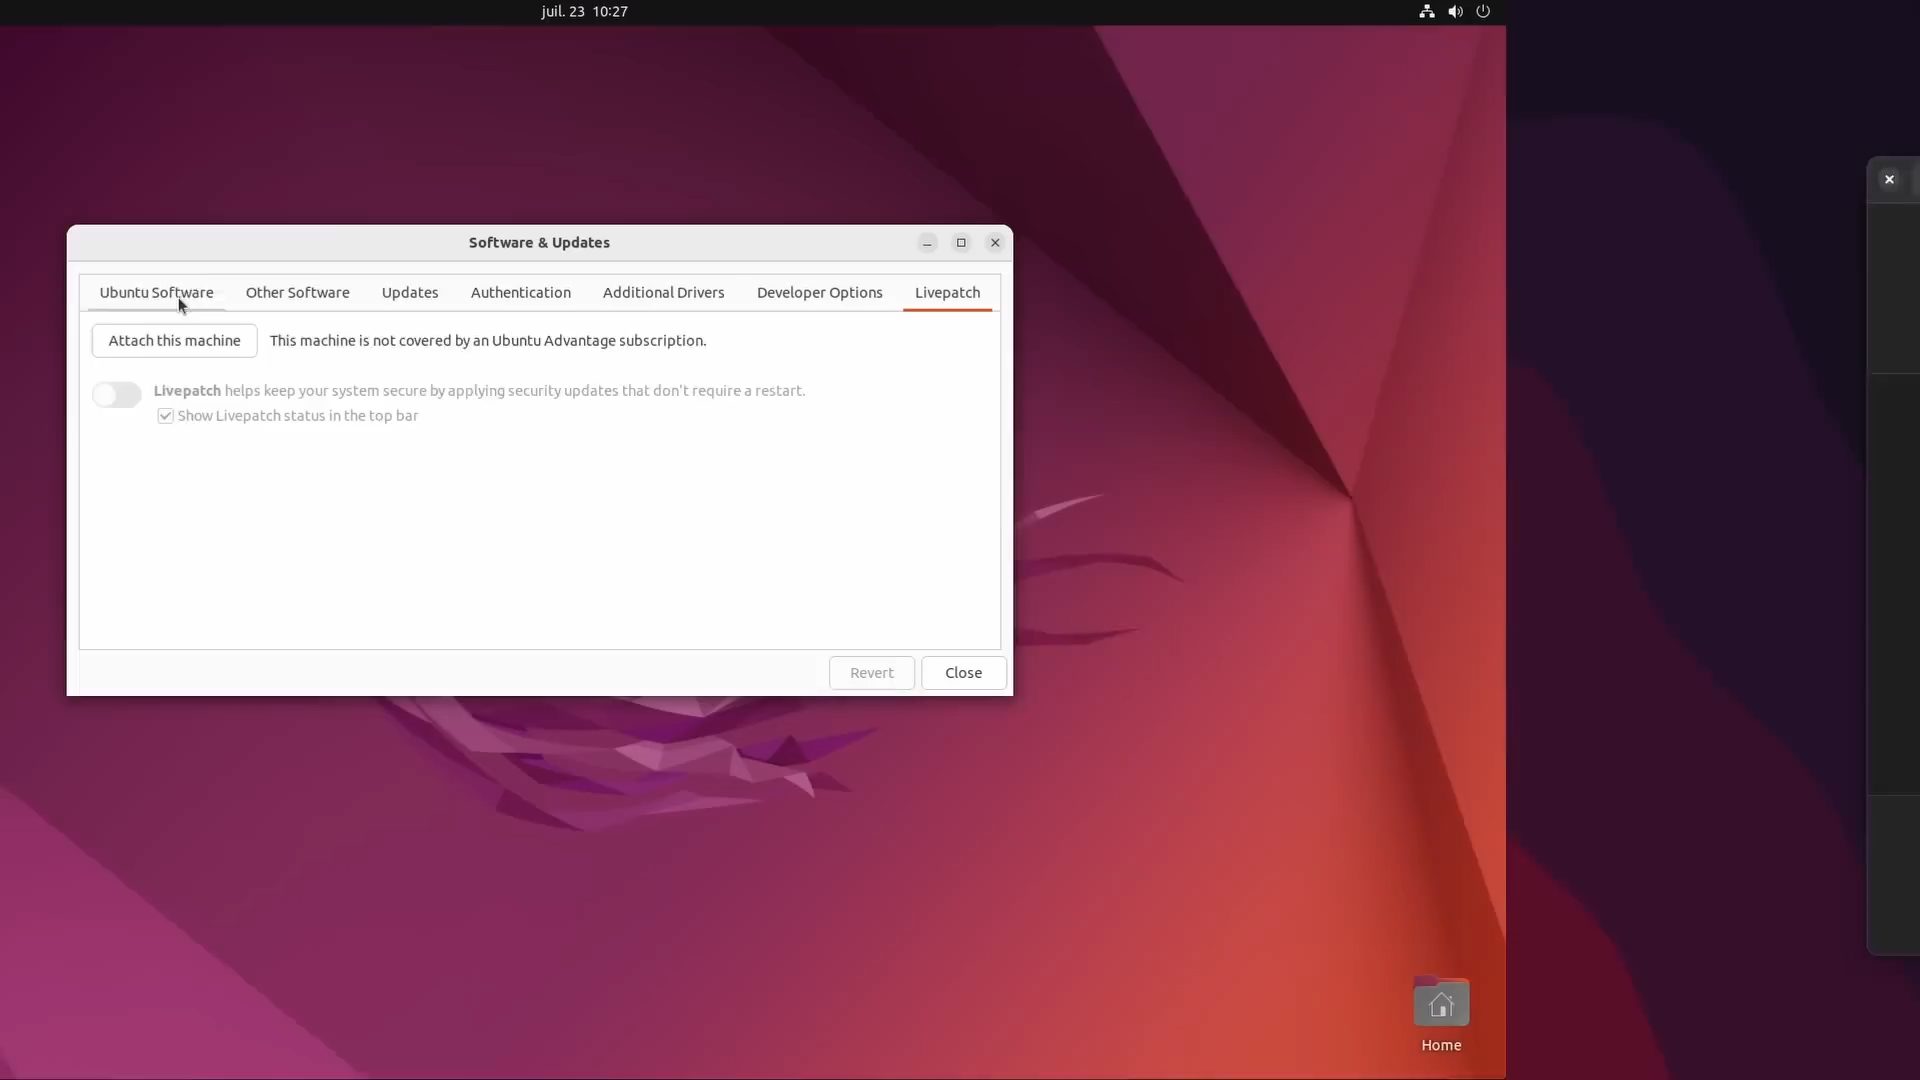 juil. 23 10:27
Software & Updates
Ubuntu Software Other Software Updates Authentication Additional Drivers Developer Options Livepatch
Attach this machine This machine is not covered by an Ubuntu Advantage subscription.
Livepatch helps keep your system secure by applying security updates that don't require a restart.
Show Livepatch status in the top bar
Revert Close
Home